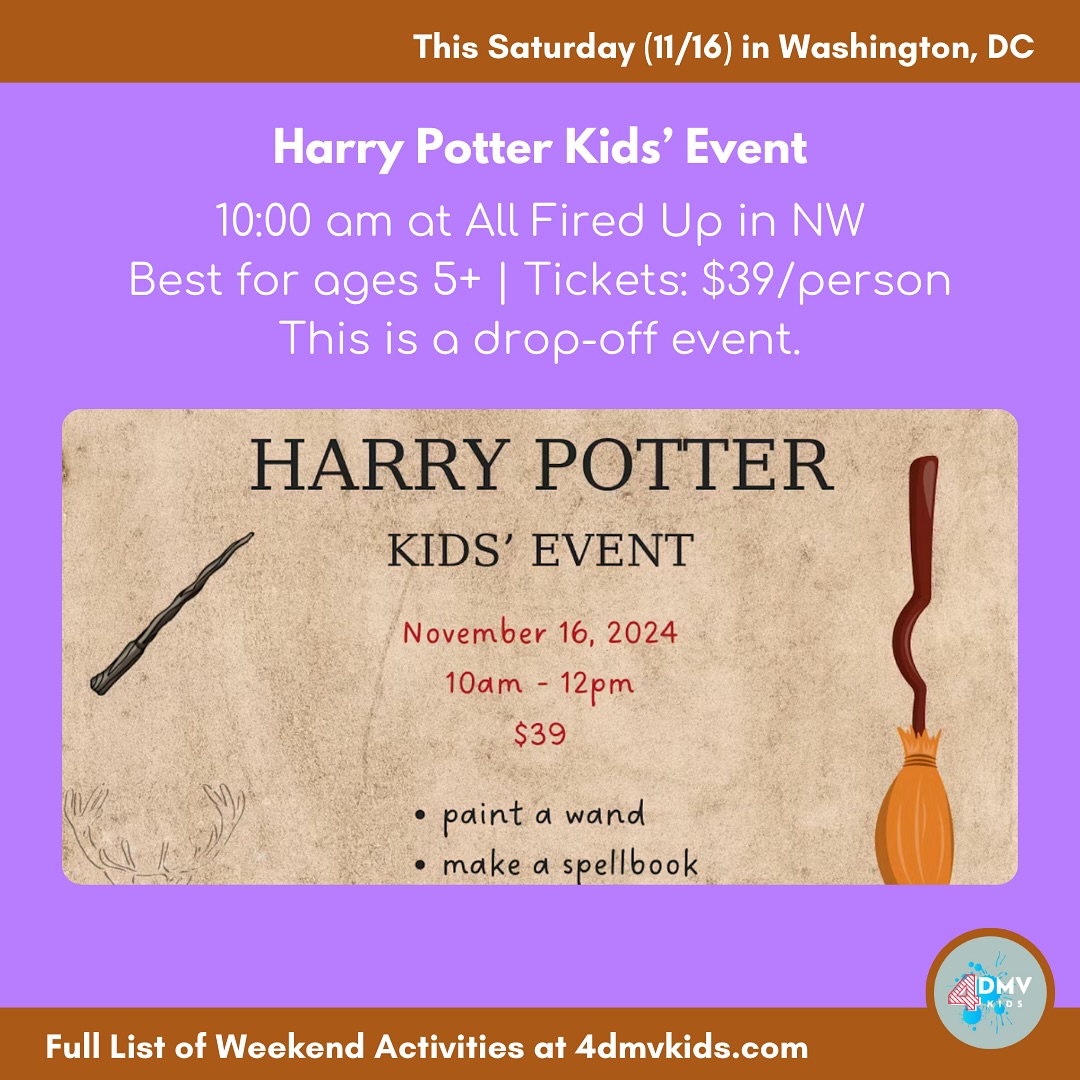 This Saturday (11/16) in Washington, DC
Harry Potter Kids’ Event
10:00 am at All Fired Up in NW
Best for ages 5+ | Tickets: $39/person
This is a drop-off event.
HARRY POTTER
KIDS’ EVENT
November 16, 2024
10am - 12pm
$39
• paint a wand
• make a spellbook
4DMV
KIDS
Full List of Weekend Activities at 4dmvkids.com